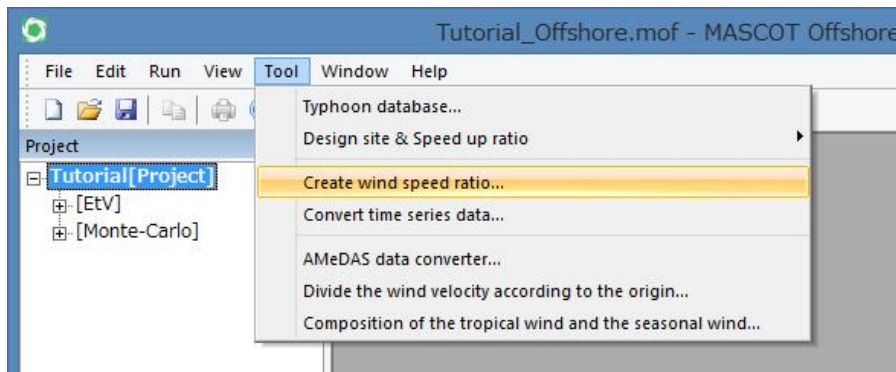 Tutorial_Offshore.mof - MASCOT Offshore
File Edit Run View Tool Window Help
Typhoon database...
Design site & Speed up ratio
Project
Tutorial[Project]
Create wind speed ratio...
[EtV]
Convert time series data...
[Monte-Carlo]
AMeDAS data converter...
Divide the wind velocity according to the origin...
Composition of the tropical wind and the seasonal wind...